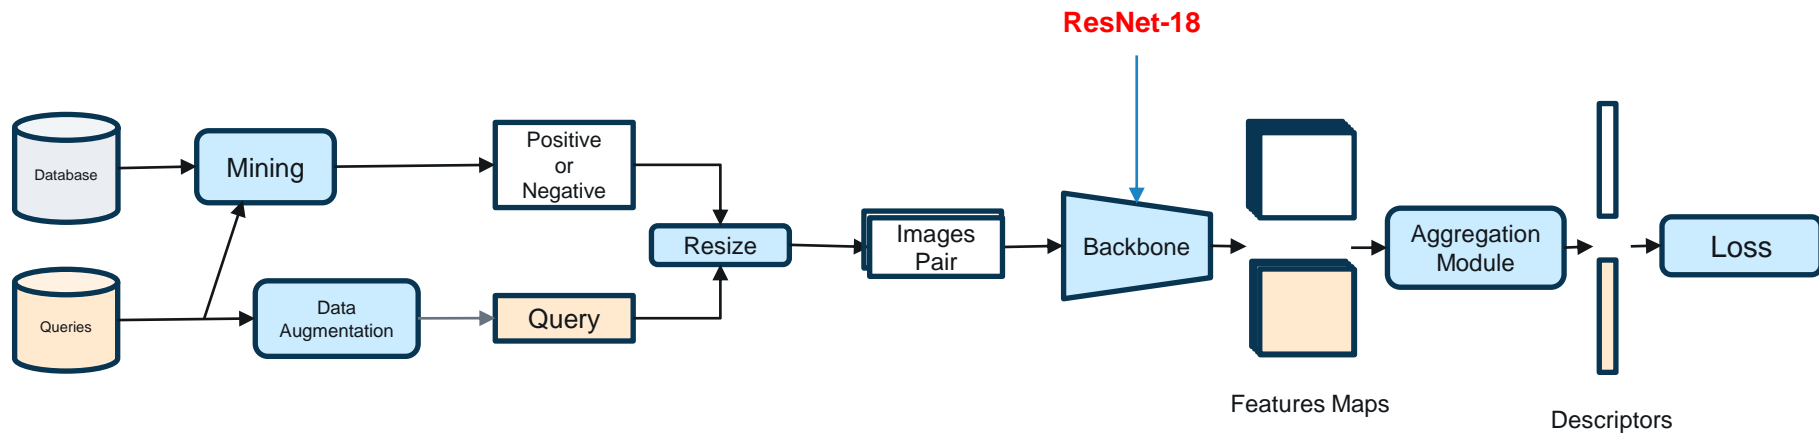 ResNet-18
Database
Mining
Positive
or
Negative
Resize
Images
Pair
Backbone
Aggregation
Module
Loss
Queries
Data
Augmentation
Query
Features Maps
Descriptors